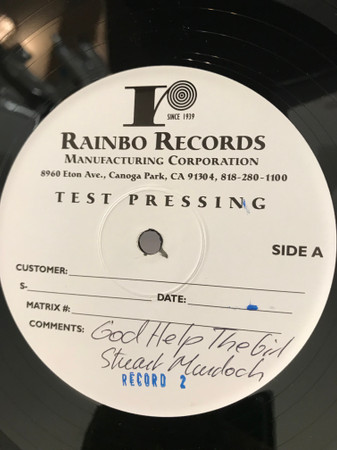 r
SINCE 1939
RAINBO RECORDS
MANUFACTURING CORPORATION
8960 Eton Ave., Canoga Park, CA 91304, 818-280-1100
TEST PRESSING
SIDE A
CUSTOMER:
S-
DATE:
MATRIX #:
COMMENTS: God Help The Girl
Stuart Murdoch
RECORD 2